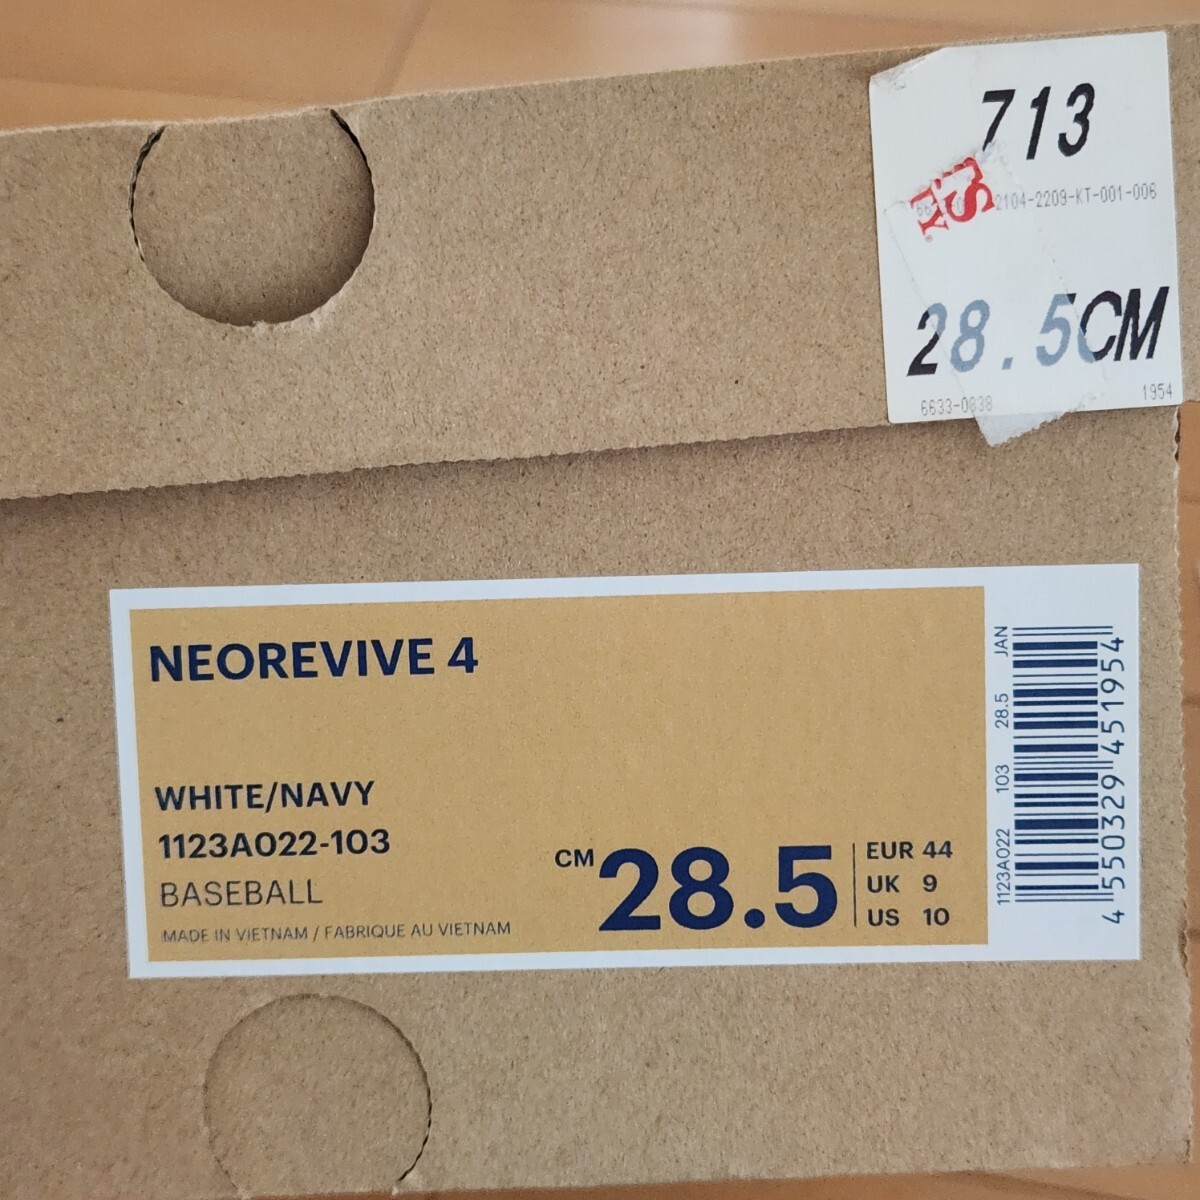 713
2104-2209-KT-001-006
28.5CM
6633-0838
1954
NEOREVIVE 4
WHITE/NAVY
1123A022-103
BASEBALL
MADE IN VIETNAM / FABRIQUE AU VIETNAM
CM 28.5
EUR 44
UK 9
US 10
1123A022 103 28.5 JAN
4 550329 451954